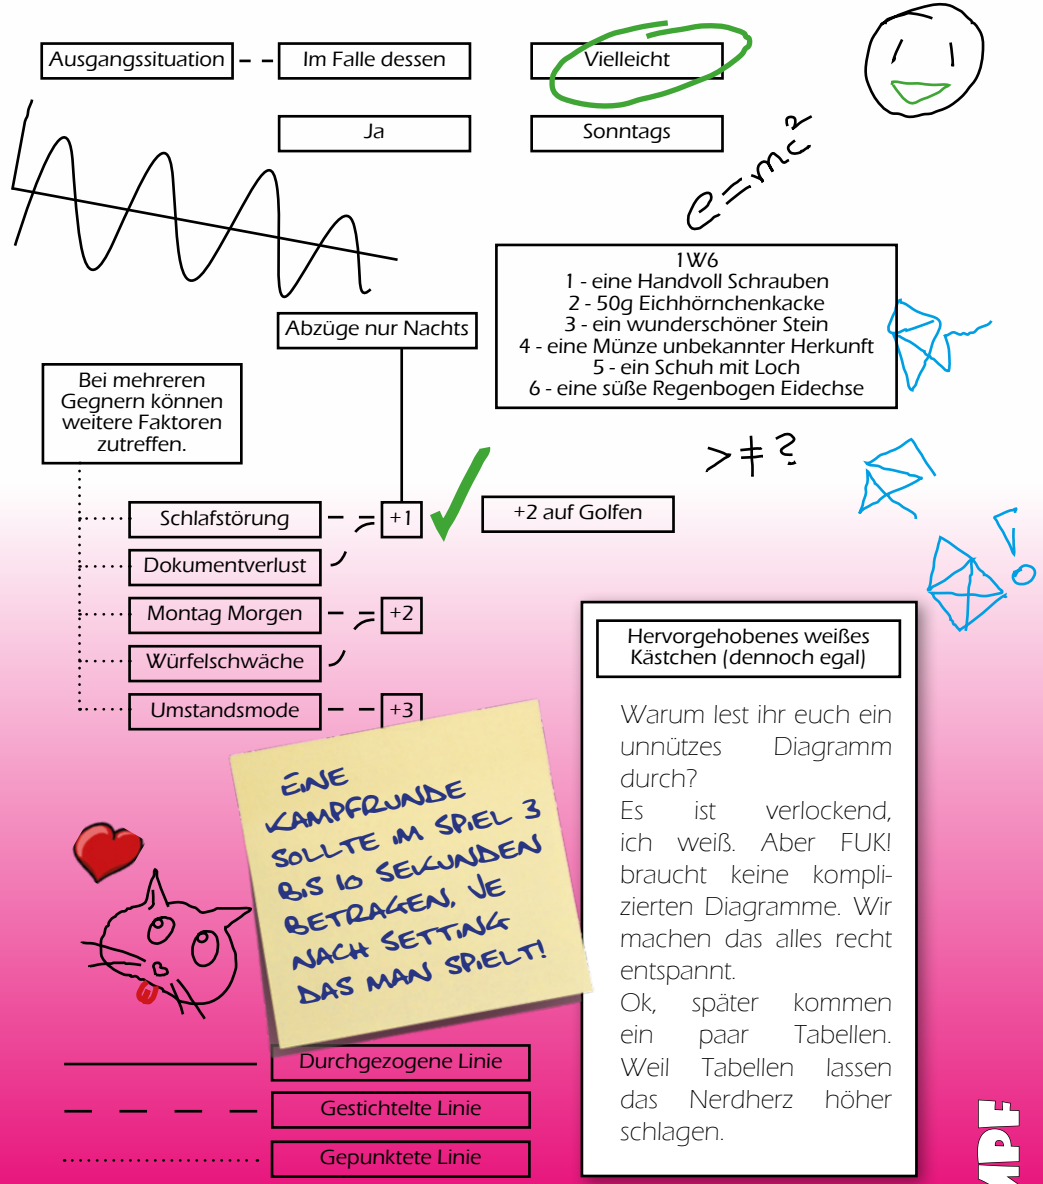 Ausgangssituation
Im Falle dessen
Vielleicht
Ja
Sonntags
e=mc²
1W6
1 - eine Handvoll Schrauben
2 - 50g Eichhörnchenkacke
3 - ein wunderschöner Stein
4 - eine Münze unbekannter Herkunft
5 - ein Schuh mit Loch
6 - eine süße Regenbogen Eidechse
Abzüge nur Nachts
Bei mehreren
Gegnern können
weitere Faktoren
zutreffen.
>≠?
Schlafstörung
+1
+2 auf Golfen
Dokumentverlust
Montag Morgen
+2
Würfelschwäche
Umstandsmode
+3
EINE
KAMPFRUNDE
SOLLTE IM SPIEL 3
BIS 10 SEKUNDEN
BETRAGEN, JE
NACH SETTING
DAS MAN SPIELT!
Hervorgehobenes weißes
Kästchen (dennoch egal)
Warum lest ihr euch ein
unnützes Diagramm
durch?
Es ist verlockend,
ich weiß. Aber FUK!
braucht keine kompli-
zierten Diagramme. Wir
machen das alles recht
entspannt.
Ok, später kommen
ein paar Tabellen.
Weil Tabellen lassen
das Nerdherz höher
schlagen.
Durchgezogene Linie
Gestichtelte Linie
Gepunktete Linie
MPF